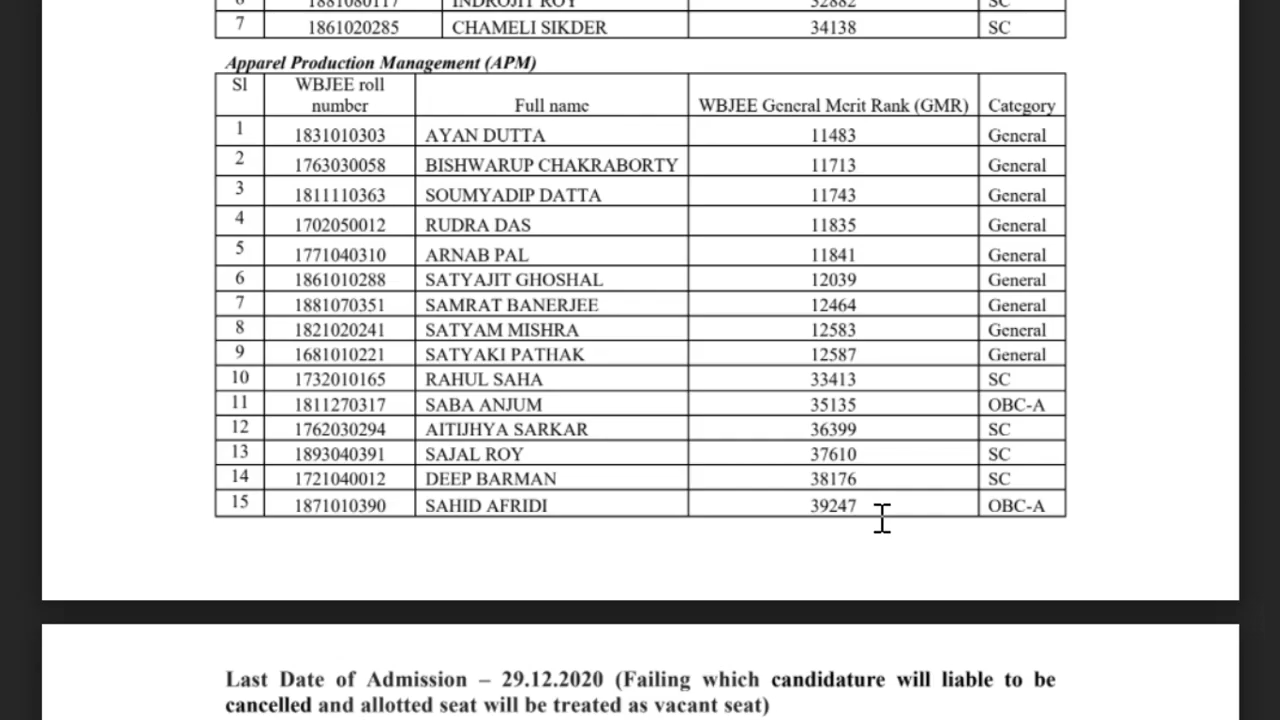 6 1881080117 INDROJIT ROY 32882 SC
7 1861020285 CHAMELI SIKDER 34138 SC
Apparel Production Management (APM)
Sl WBJEE roll number Full name WBJEE General Merit Rank (GMR) Category
1 1831010303 AYAN DUTTA 11483 General
2 1763030058 BISHWARUP CHAKRABORTY 11713 General
3 1811110363 SOUMYADIP DATTA 11743 General
4 1702050012 RUDRA DAS 11835 General
5 1771040310 ARNAB PAL 11841 General
6 1861010288 SATYAJIT GHOSHAL 12039 General
7 1881070351 SAMRAT BANERJEE 12464 General
8 1821020241 SATYAM MISHRA 12583 General
9 1681010221 SATYAKI PATHAK 12587 General
10 1732010165 RAHUL SAHA 33413 SC
11 1811270317 SABA ANJUM 35135 OBC-A
12 1762030294 AITIJHYA SARKAR 36399 SC
13 1893040391 SAJAL ROY 37610 SC
14 1721040012 DEEP BARMAN 38176 SC
15 1871010390 SAHID AFRIDI 39247 OBC-A
Last Date of Admission – 29.12.2020 (Failing which candidature will liable to be
cancelled and allotted seat will be treated as vacant seat)